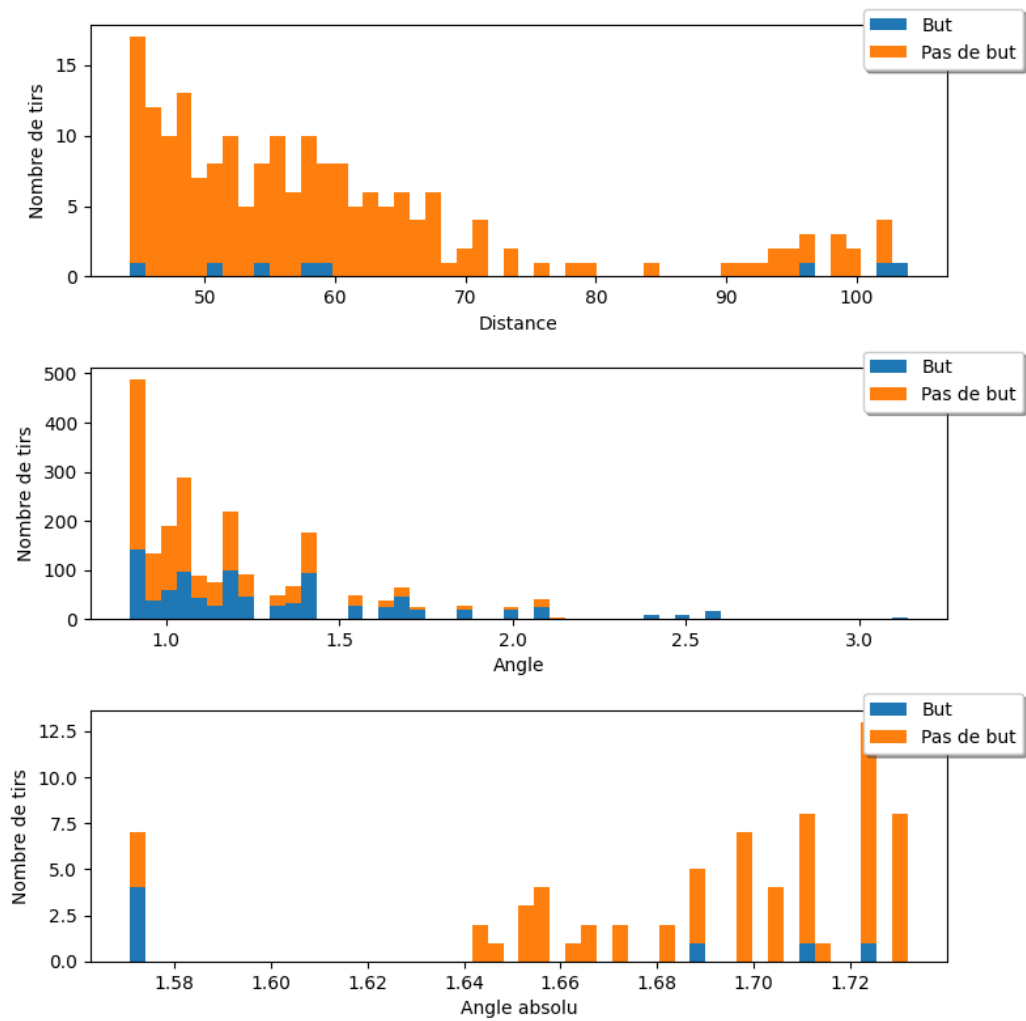 But
Pas de but
15
10
5
0
Nombre de tirs
50 60 70 80 90 100
Distance
But
Pas de but
500
400
300
200
100
0
Nombre de tirs
1.0 1.5 2.0 2.5 3.0
Angle
But
Pas de but
12.5
10.0
7.5
5.0
2.5
0.0
Nombre de tirs
1.58 1.60 1.62 1.64 1.66 1.68 1.70 1.72
Angle absolu